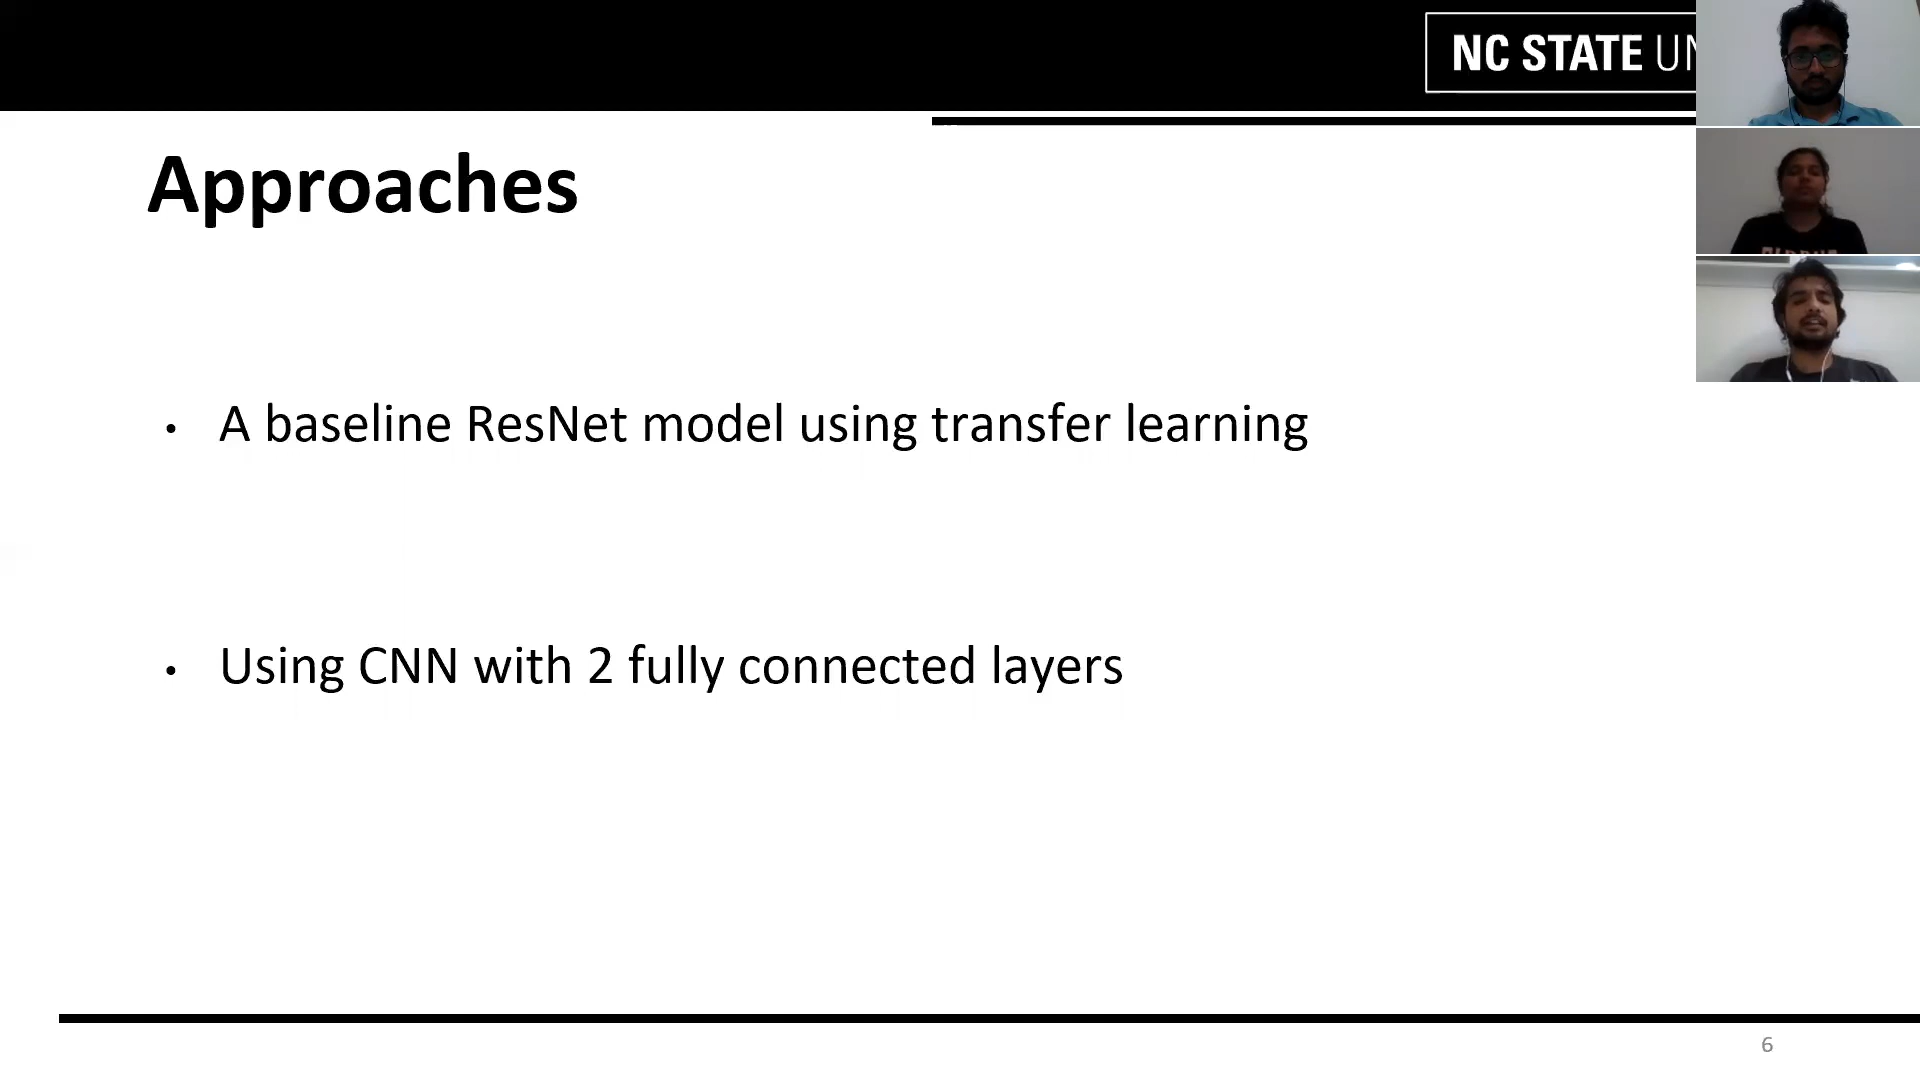 NC STATE UN
Approaches
• A baseline ResNet model using transfer learning
• Using CNN with 2 fully connected layers
6